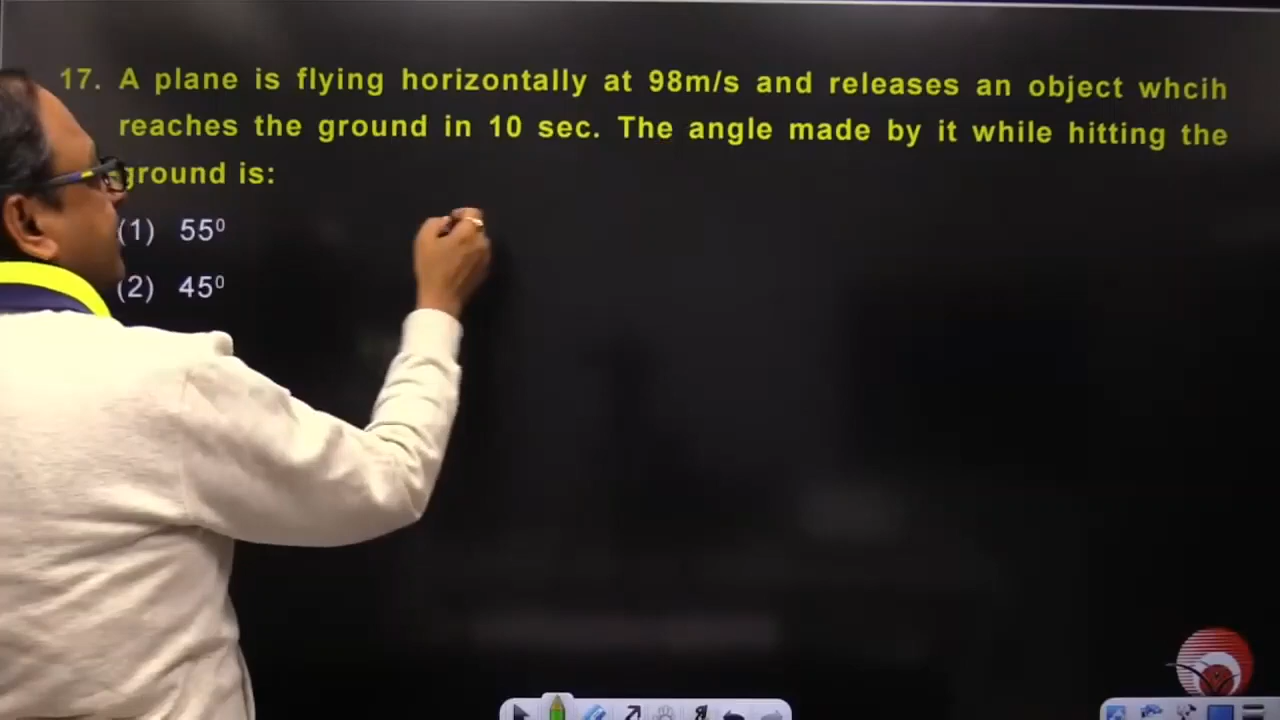 17. A plane is flying horizontally at 98m/s and releases an object whcih
reaches the ground in 10 sec. The angle made by it while hitting the
ground is:
(1) 55⁰
(2) 45⁰